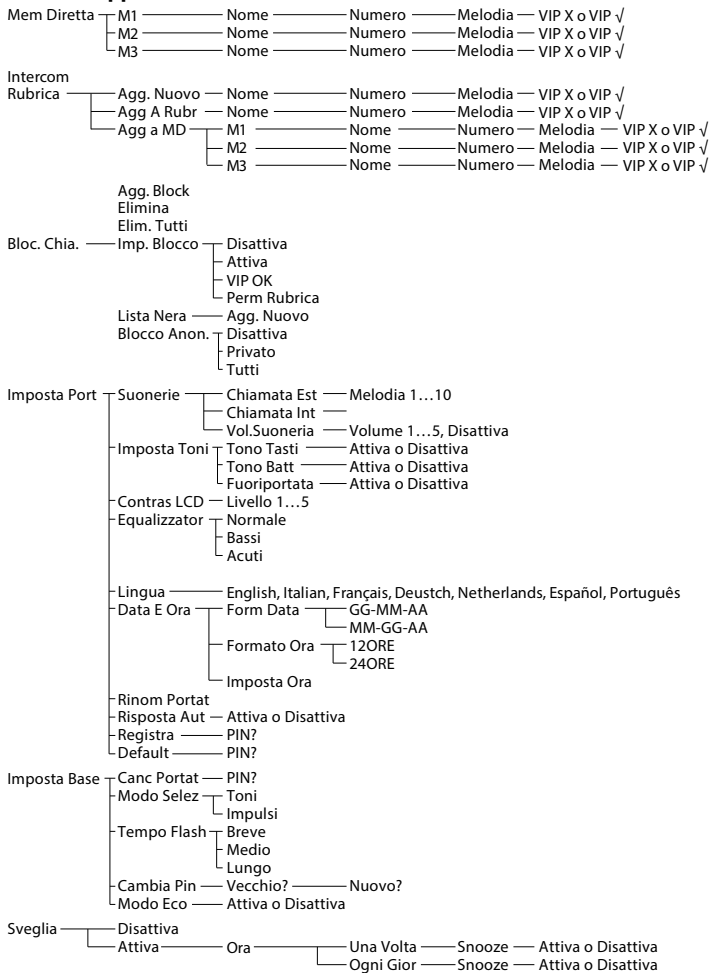 Mem Diretta M1 Nome Numero Melodia VIP X o VIP √
M2 Nome Numero Melodia VIP X o VIP √
M3 Nome Numero Melodia VIP X o VIP √
Intercom
Rubrica Agg. Nuovo Nome Numero Melodia VIP X o VIP √
Agg A Rubr Nome Numero Melodia VIP X o VIP √
Agg a MD M1 Nome Numero Melodia VIP X o VIP √
M2 Nome Numero Melodia VIP X o VIP √
M3 Nome Numero Melodia VIP X o VIP √
Agg. Block
Elimina
Elim. Tutti
Bloc. Chia. Imp. Blocco Disattiva
Attiva
VIP OK
Perm Rubrica
Lista Nera Agg. Nuovo
Blocco Anon. Disattiva
Privato
Tutti
Imposta Port Suonerie Chiamata Est Melodia 1...10
Chiamata Int
Vol.Suoneria Volume 1...5, Disattiva
Imposta Toni Tono Tasti Attiva o Disattiva
Tono Batt Attiva o Disattiva
Fuoriportata Attiva o Disattiva
Contras LCD Livello 1...5
Equalizzator Normale
Bassi
Acuti
Lingua English, Italian, Français, Deustch, Netherlands, Español, Português
Data E Ora Form Data GG-MM-AA
MM-GG-AA
Formato Ora 12ORE
24ORE
Imposta Ora
Rinom Portat
Risposta Aut Attiva o Disattiva
Registra PIN?
Default PIN?
Imposta Base Canc Portat PIN?
Modo Selez Toni
Impulsi
Tempo Flash Breve
Medio
Lungo
Cambia Pin Vecchio? Nuovo?
Modo Eco Attiva o Disattiva
Sveglia Disattiva
Attiva Ora Una Volta Snooze Attiva o Disattiva
Ogni Gior Snooze Attiva o Disattiva